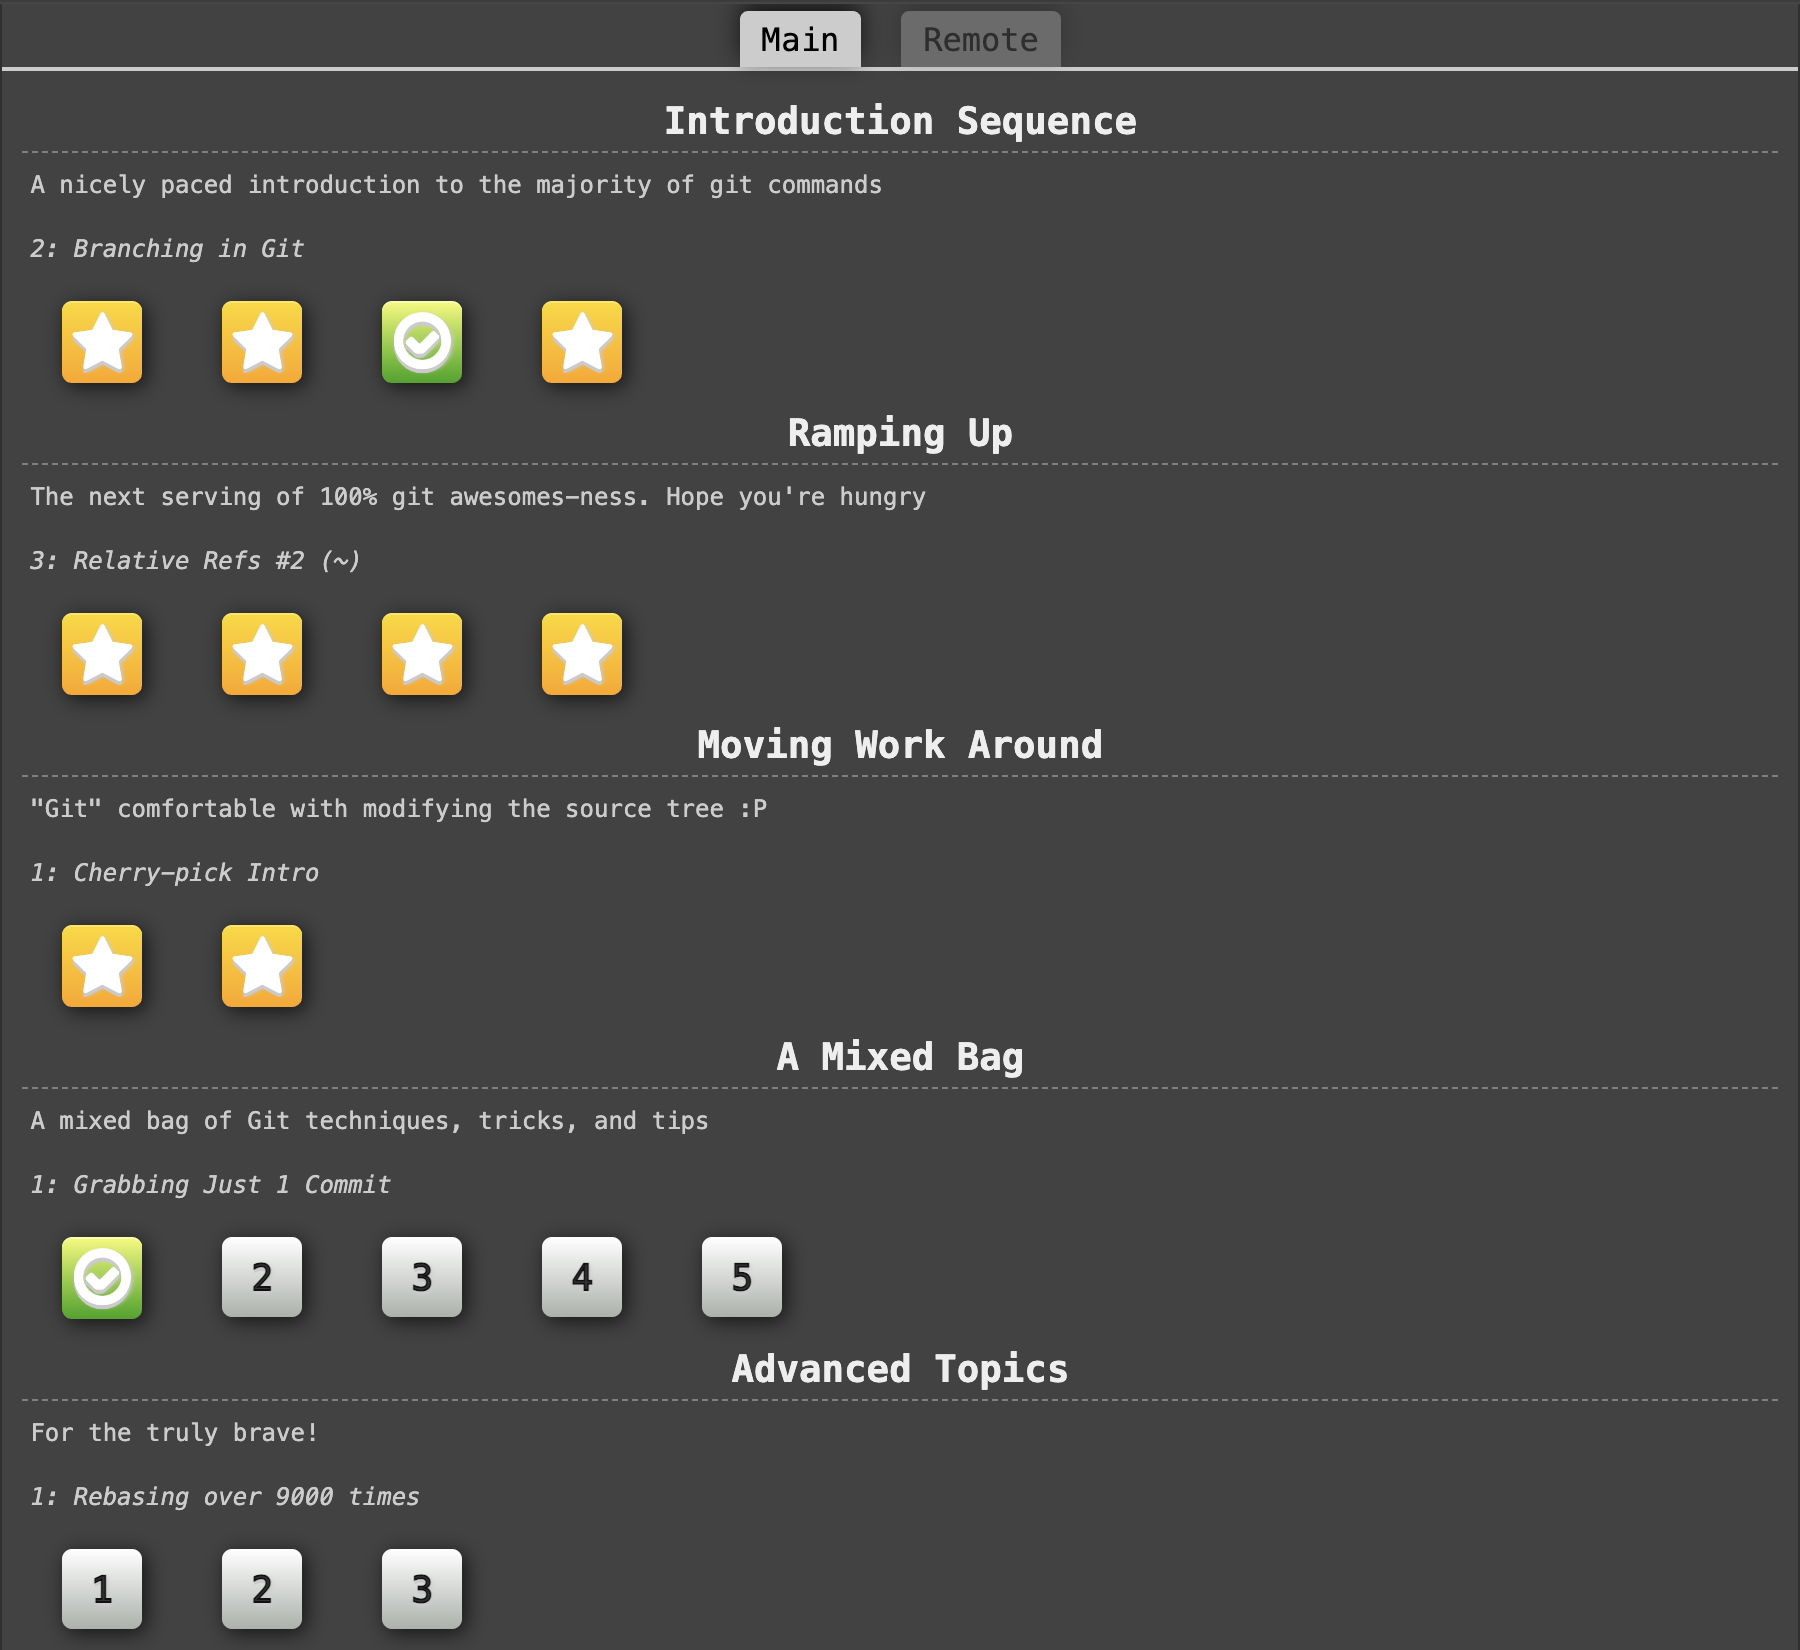 Main Remote
Introduction Sequence
A nicely paced introduction to the majority of git commands
2: Branching in Git
Ramping Up
The next serving of 100% git awesomes-ness. Hope you're hungry
3: Relative Refs #2 (~)
Moving Work Around
"Git" comfortable with modifying the source tree :P
1: Cherry-pick Intro
A Mixed Bag
A mixed bag of Git techniques, tricks, and tips
1: Grabbing Just 1 Commit
2 3 4 5
Advanced Topics
For the truly brave!
1: Rebasing over 9000 times
1 2 3